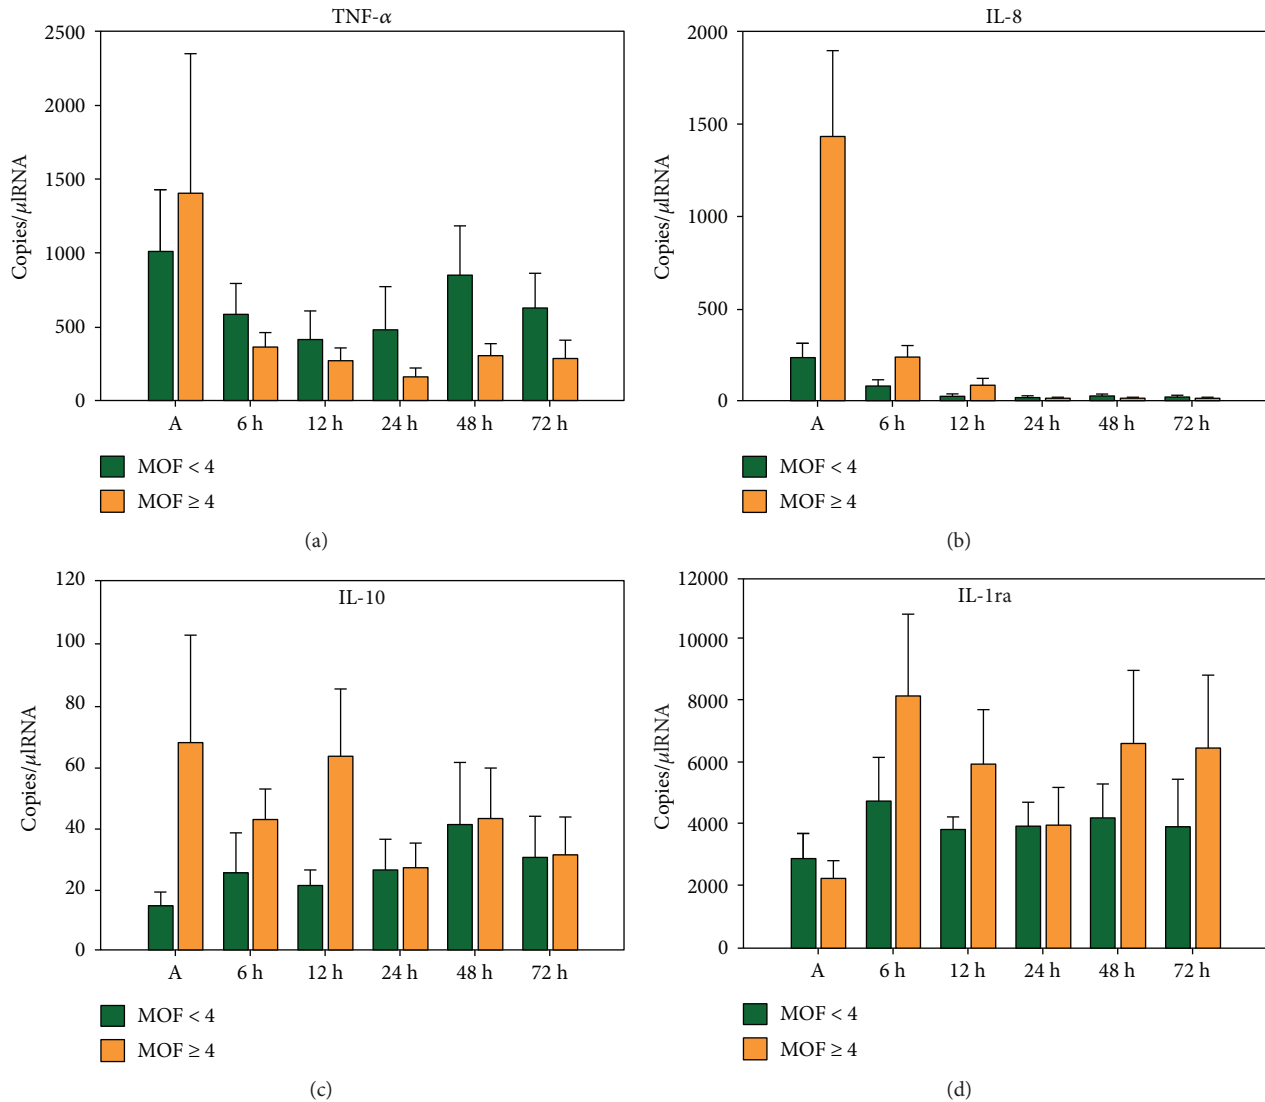 TNF-α
2500
2000
1500
1000
500
0
Copies/μlRNA
A 6 h 12 h 24 h 48 h 72 h
MOF < 4
MOF ≥ 4
(a)
IL-8
2000
1500
1000
500
0
Copies/μlRNA
A 6 h 12 h 24 h 48 h 72 h
MOF < 4
MOF ≥ 4
(b)
IL-10
120
100
80
60
40
20
0
Copies/μlRNA
A 6 h 12 h 24 h 48 h 72 h
MOF < 4
MOF ≥ 4
(c)
IL-1ra
12000
10000
8000
6000
4000
2000
0
Copies/μlRNA
A 6 h 12 h 24 h 48 h 72 h
MOF < 4
MOF ≥ 4
(d)